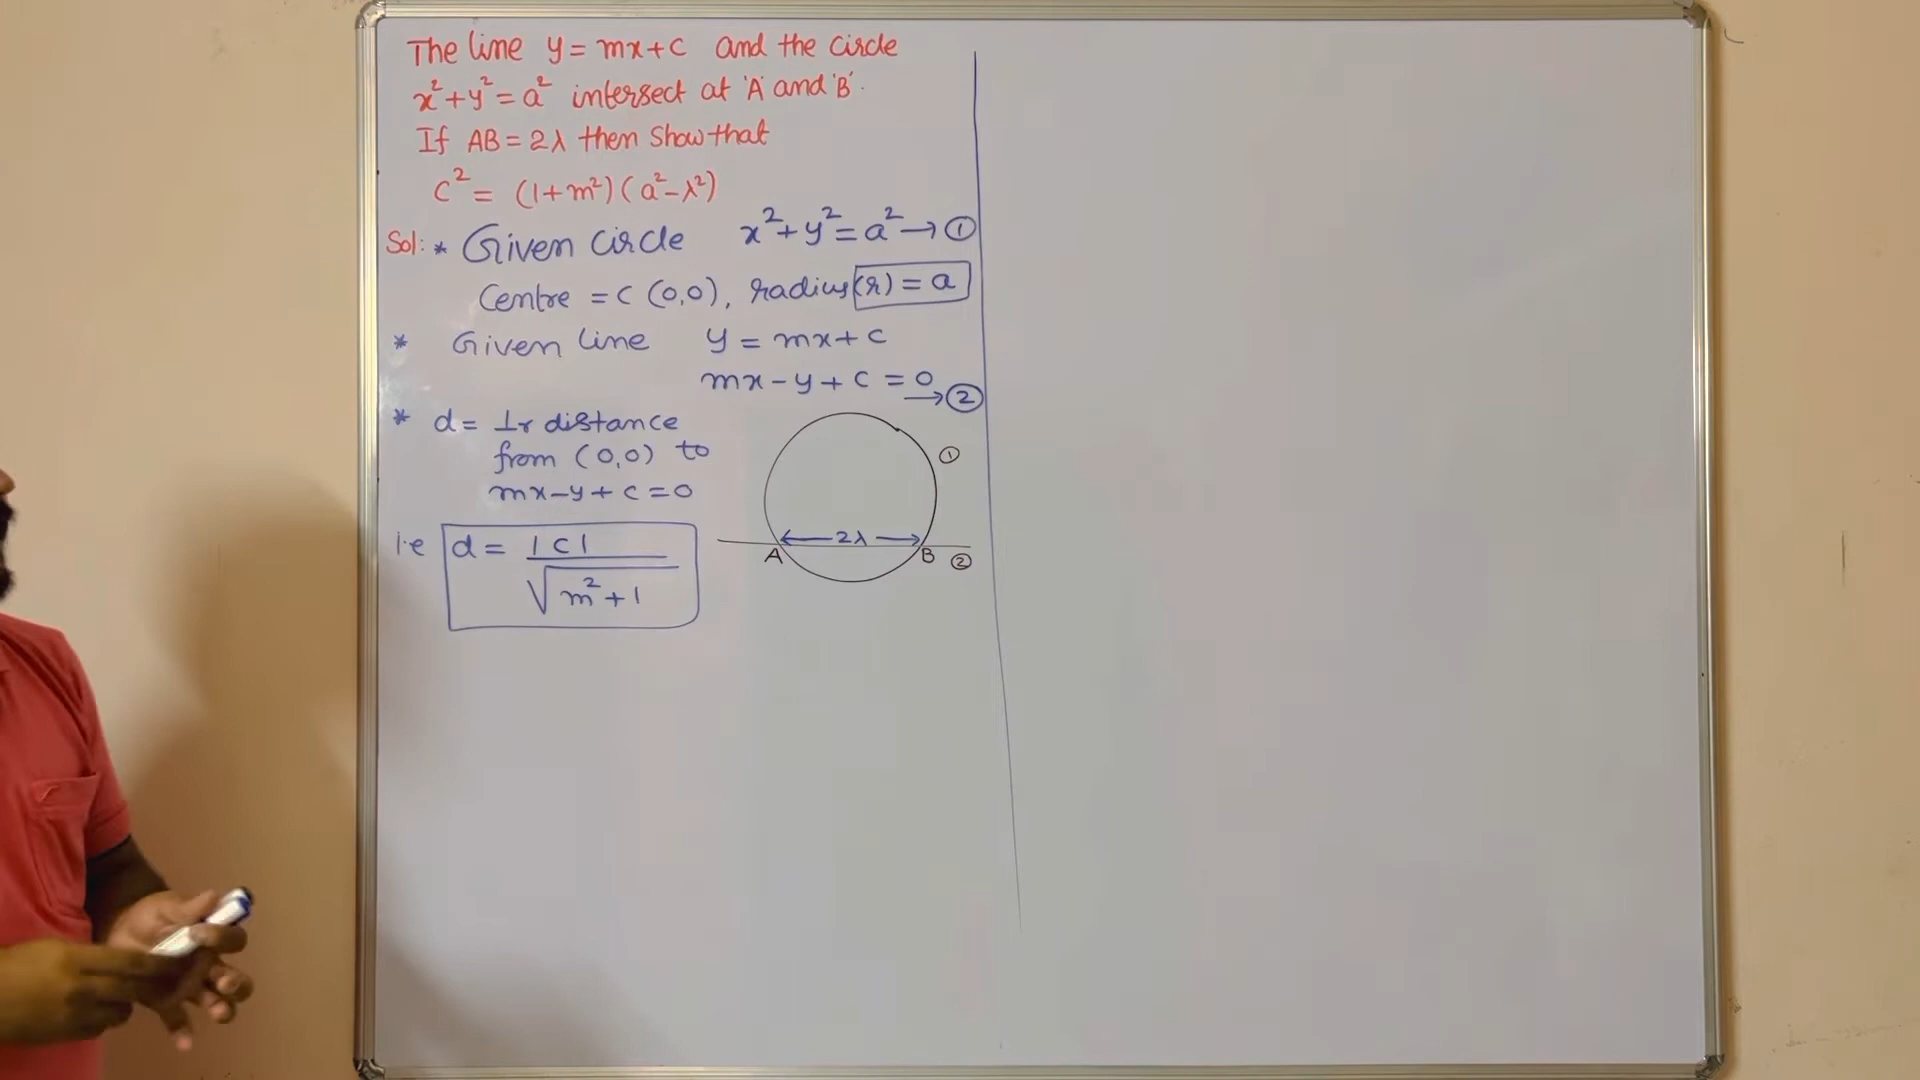 The line y = mx+c and the circle
x²+y² = a² intersect at 'A' and 'B'.
If AB = 2λ then show that
c² = (1+m²)(a²-λ²)
Sol: * Given circle x²+y² = a² → ①
Centre = C (0,0), radius (r) = a
* Given line y = mx+c
mx-y+c = 0 → ②
* d = ⊥r distance
from (0,0) to
mx-y+c=0
i.e d = |c| / √(m²+1)
①
2λ
A B ②